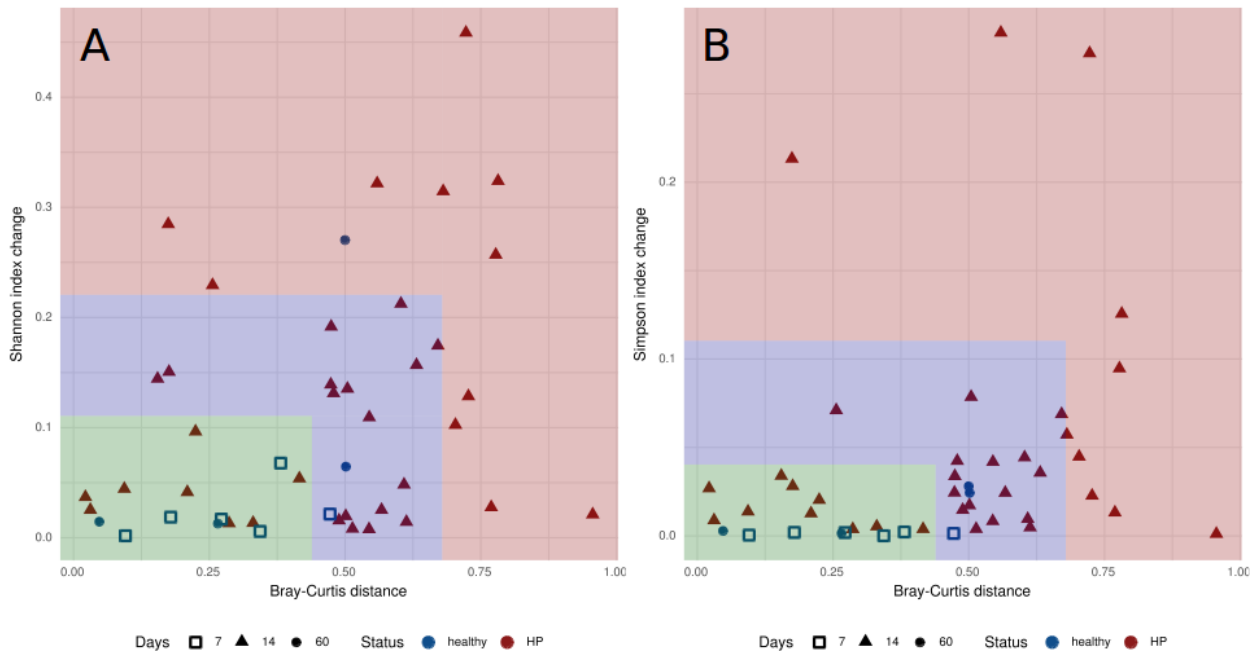 A
0.4
0.3
0.2
0.1
0.0
Shannon index change
0.00 0.25 0.50 0.75 1.00
Bray-Curtis distance
Days 7 14 60 Status healthy HP
B
0.2
0.1
0.0
Simpson index change
0.00 0.25 0.50 0.75 1.00
Bray-Curtis distance
Days 7 14 60 Status healthy HP